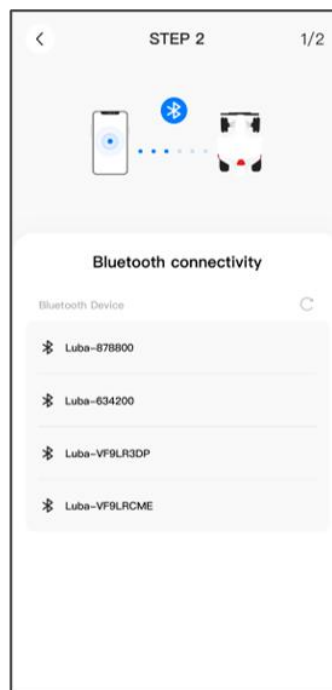 STEP 2 1/2
Bluetooth connectivity
Bluetooth Device
Luba-878800
Luba-634200
Luba-VF9LR3DP
Luba-VF9LRCME